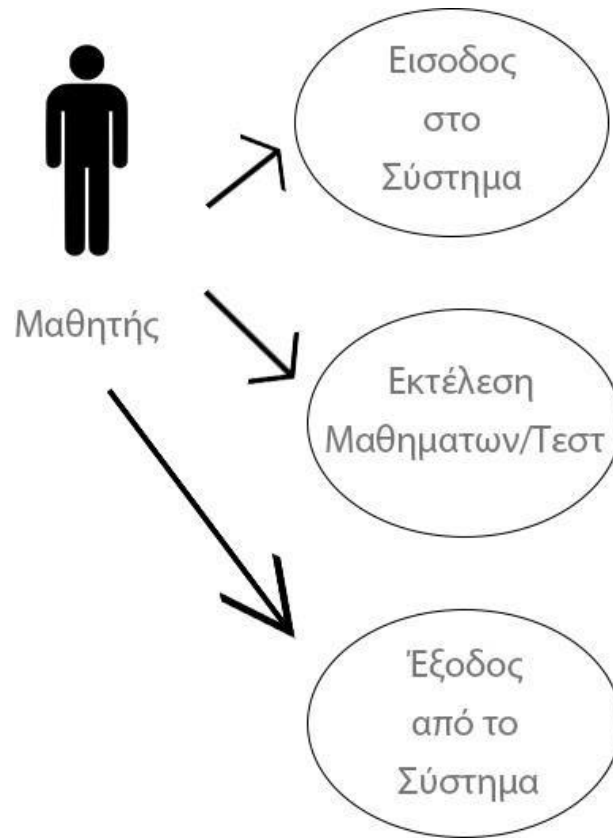 Εισοδος
στο
Σύστημα
Μαθητής
Εκτέλεση
Μαθηματων/Τεστ
Έξοδος
από το
Σύστημα